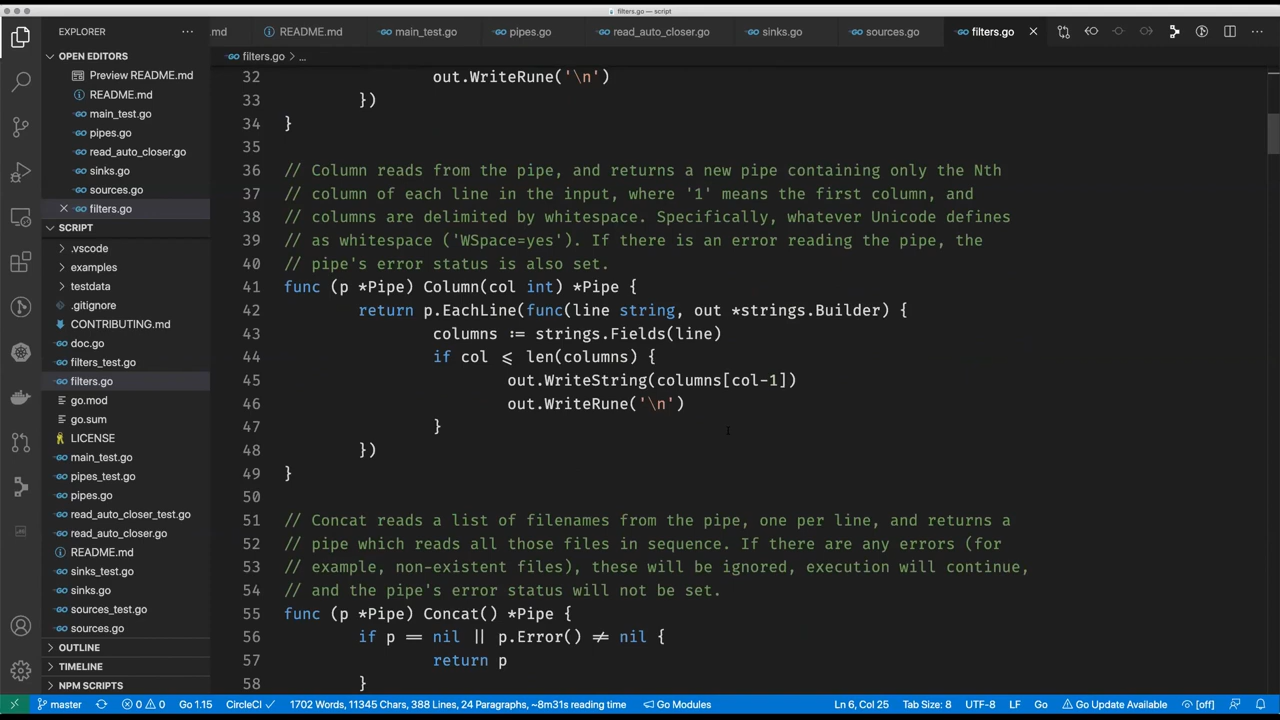 filters.go — script
EXPLORER
OPEN EDITORS
Preview README.md
README.md
main_test.go
pipes.go
read_auto_closer.go
sinks.go
sources.go
filters.go
SCRIPT
.vscode
examples
testdata
.gitignore
CONTRIBUTING.md
doc.go
filters_test.go
filters.go
go.mod
go.sum
LICENSE
main_test.go
pipes_test.go
pipes.go
read_auto_closer_test.go
read_auto_closer.go
README.md
sinks_test.go
sinks.go
sources_test.go
sources.go
OUTLINE
TIMELINE
NPM SCRIPTS
.md README.md main_test.go pipes.go read_auto_closer.go sinks.go sources.go filters.go
filters.go > ...
32 out.WriteRune('\n')
33 })
34 }
35
36 // Column reads from the pipe, and returns a new pipe containing only the Nth
37 // column of each line in the input, where '1' means the first column, and
38 // columns are delimited by whitespace. Specifically, whatever Unicode defines
39 // as whitespace ('WSpace=yes'). If there is an error reading the pipe, the
40 // pipe's error status is also set.
41 func (p *Pipe) Column(col int) *Pipe {
42 return p.EachLine(func(line string, out *strings.Builder) {
43 columns := strings.Fields(line)
44 if col <= len(columns) {
45 out.WriteString(columns[col-1])
46 out.WriteRune('\n')
47 }
48 })
49 }
50
51 // Concat reads a list of filenames from the pipe, one per line, and returns a
52 // pipe which reads all those files in sequence. If there are any errors (for
53 // example, non-existent files), these will be ignored, execution will continue,
54 // and the pipe's error status will not be set.
55 func (p *Pipe) Concat() *Pipe {
56 if p == nil || p.Error() != nil {
57 return p
58 }
master 0 0 CircleCI ✓ 1702 Words, 11345 Chars, 388 Lines, 24 Paragraphs, ~8m31s reading time Go Modules Ln 6, Col 25 Tab Size: 8 UTF-8 LF Go Go Update Available [off]
Go 1.15